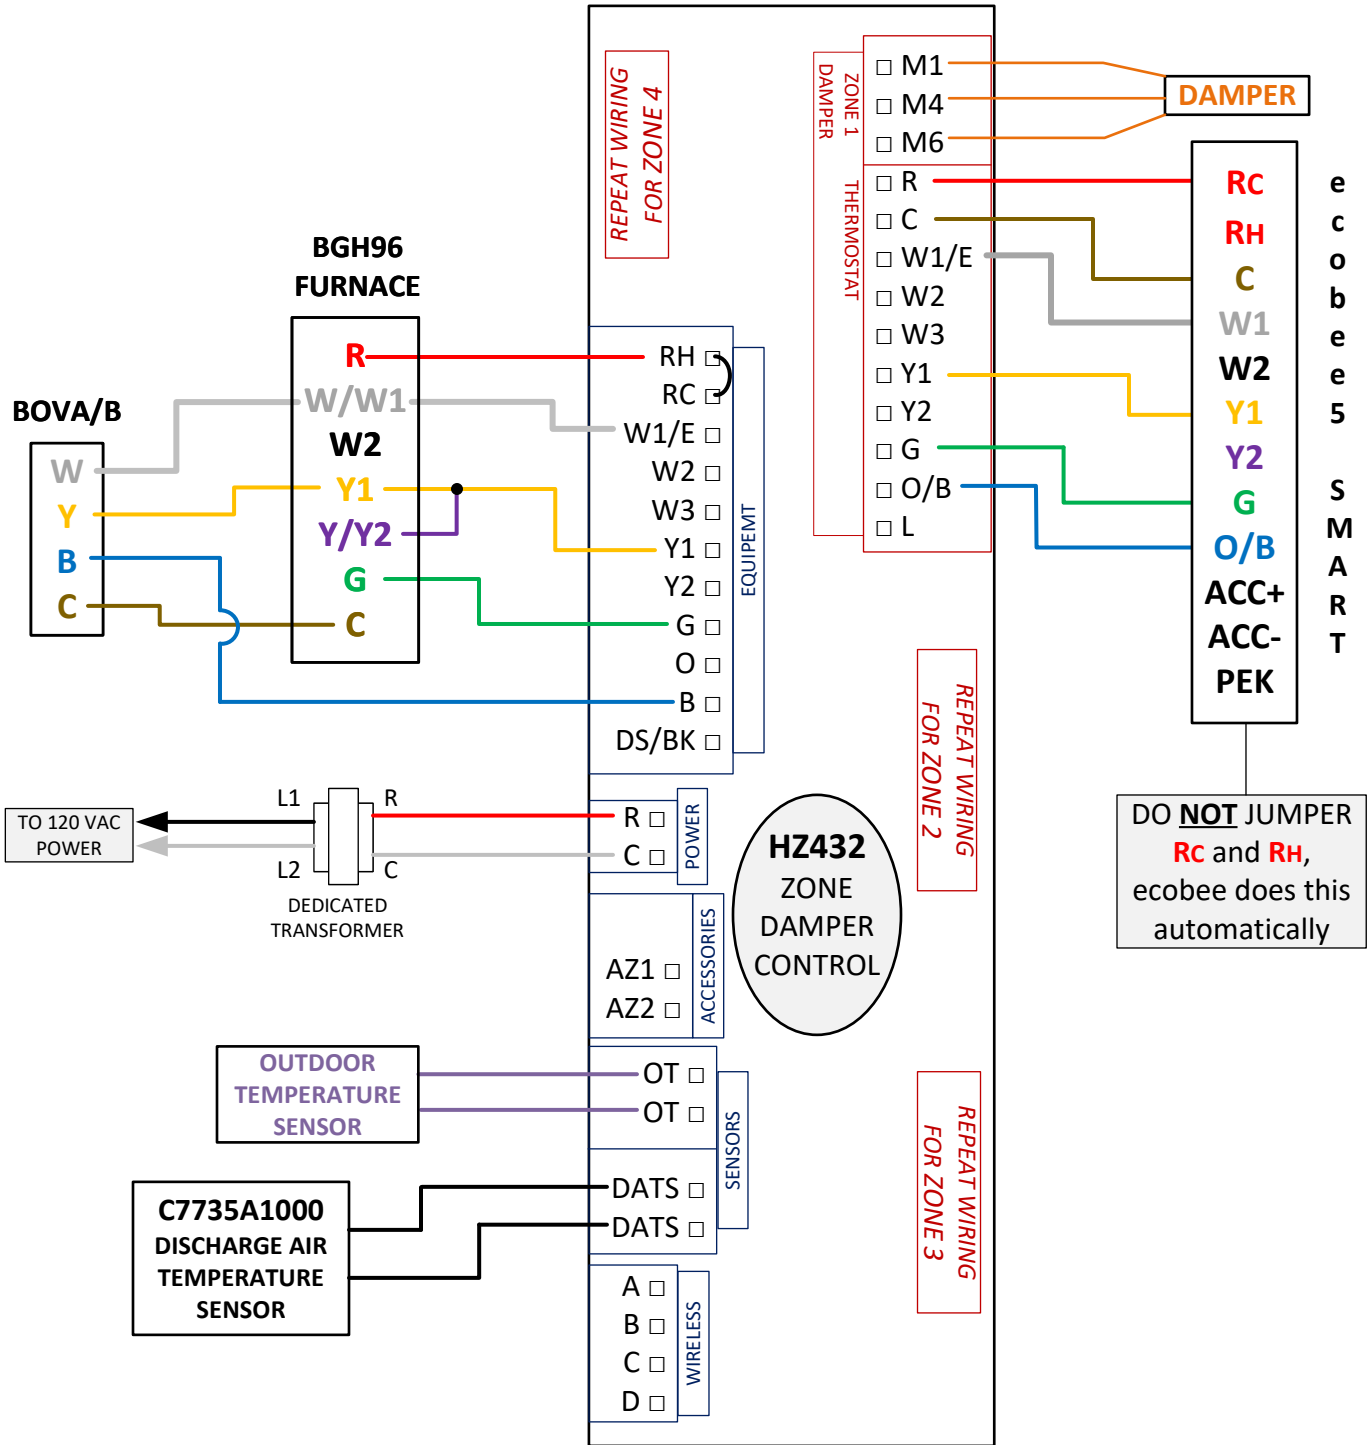 REPEAT WIRING
FOR ZONE 4
ZONE 1
DAMPER
M1
M4
M6
DAMPER
THERMOSTAT
R
C
W1/E
W2
W3
Y1
Y2
G
O/B
L
RC
RH
C
W1
W2
Y1
Y2
G
O/B
ACC+
ACC-
PEK
ecobee5 SMART
DO NOT JUMPER
RC and RH,
ecobee does this
automatically
BGH96
FURNACE
R
W/W1
W2
Y1
Y/Y2
G
C
BOVA/B
W
Y
B
C
RH
RC
W1/E
W2
W3
Y1
Y2
G
O
B
DS/BK
EQUIPEMT
REPEAT WIRING
FOR ZONE 2
TO 120 VAC
POWER
L1
R
L2
C
DEDICATED
TRANSFORMER
R
C
POWER
HZ432
ZONE
DAMPER
CONTROL
AZ1
AZ2
ACCESSORIES
OUTDOOR
TEMPERATURE
SENSOR
OT
OT
DATS
DATS
SENSORS
C7735A1000
DISCHARGE AIR
TEMPERATURE
SENSOR
REPEAT WIRING
FOR ZONE 3
A
B
C
D
WIRELESS